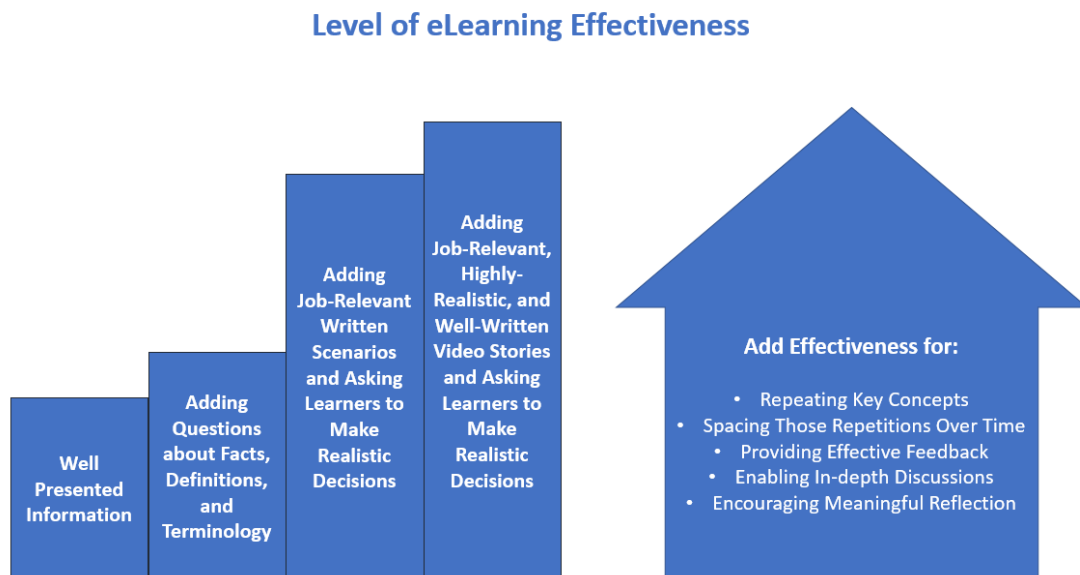 Level of eLearning Effectiveness
Well
Presented
Information
Adding
Questions
about Facts,
Definitions,
and
Terminology
Adding
Job-Relevant
Written
Scenarios
and Asking
Learners to
Make
Realistic
Decisions
Adding
Job-Relevant,
Highly-
Realistic, and
Well-Written
Video Stories
and Asking
Learners to
Make
Realistic
Decisions
Add Effectiveness for:
• Repeating Key Concepts
• Spacing Those Repetitions Over Time
• Providing Effective Feedback
• Enabling In-depth Discussions
• Encouraging Meaningful Reflection